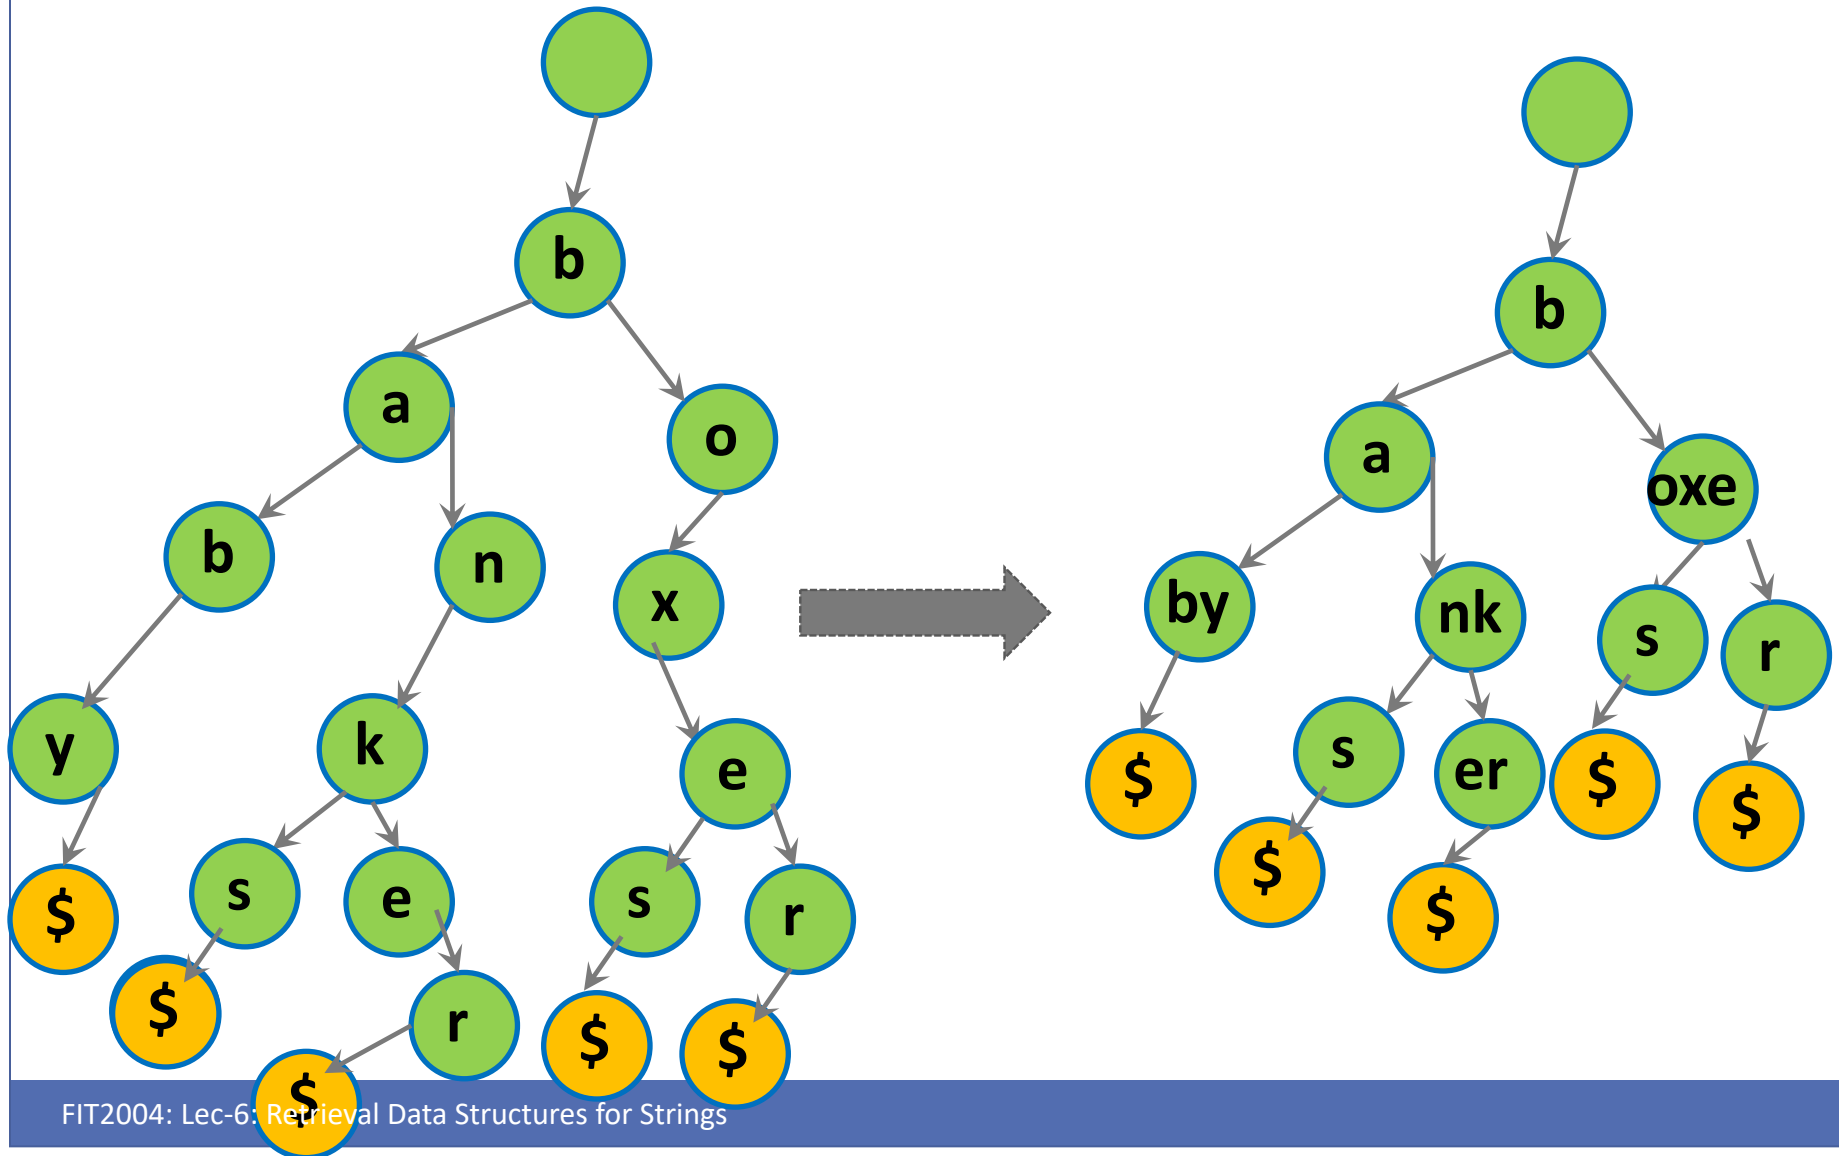 b
b
a
o
a
oxe
b
n
x
by
nk
s
r
y
k
e
$
s
er
$
$
$
s
e
s
r
$
$
$
$
r
$
$
$
FIT2004: Lec-6: Retrieval Data Structures for Strings